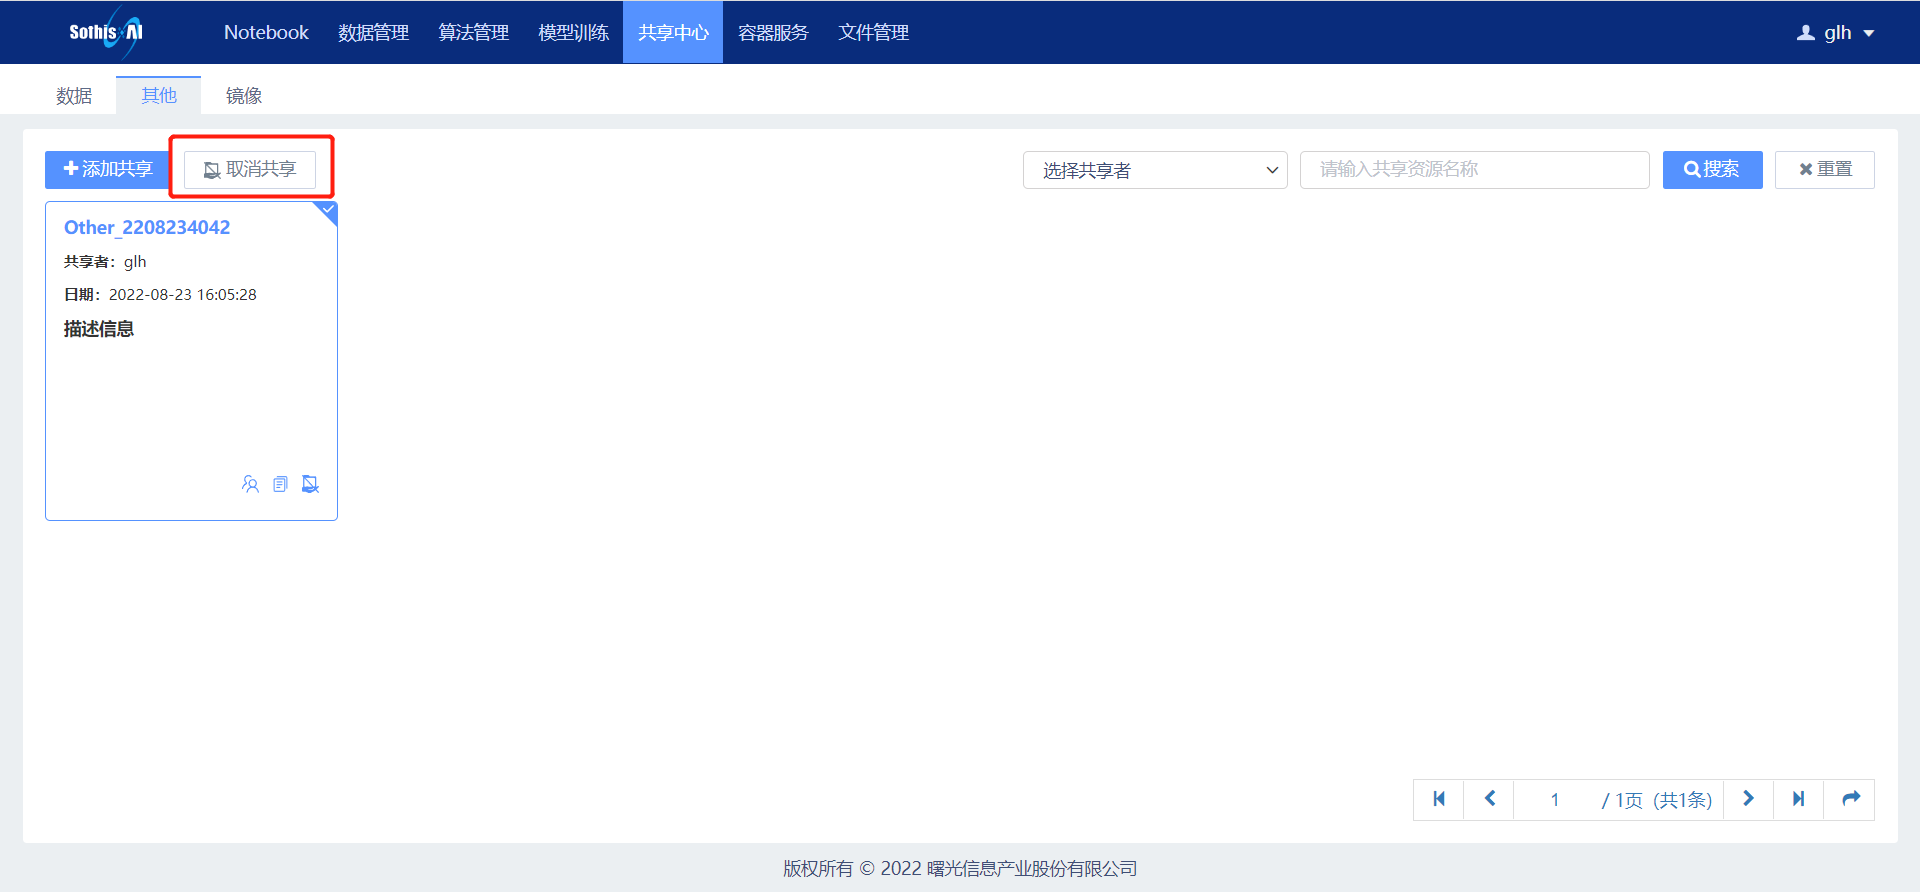 SothisAI Notebook 数据管理 算法管理 模型训练 共享中心 容器服务 文件管理 glh
数据 其他 镜像
添加共享 取消共享 选择共享者 请输入共享资源名称 搜索 重置
Other_2208234042
共享者：glh
日期：2022-08-23 16:05:28
描述信息
1 / 1页 (共1条)
版权所有 © 2022 曙光信息产业股份有限公司